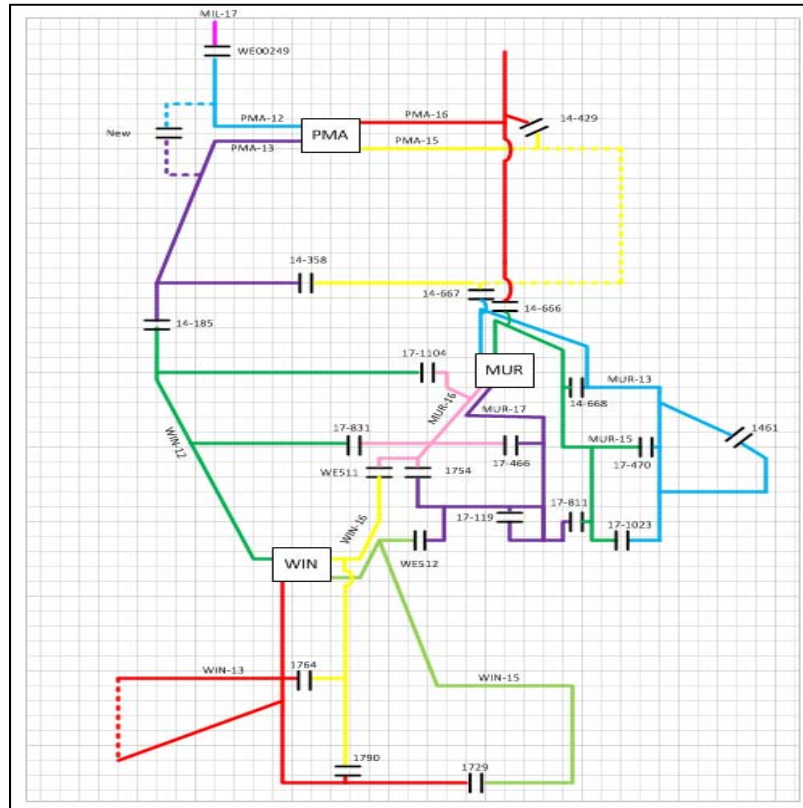 MIL-17
WE00249
PMA-12
PMA-16
14-429
New
PMA
PMA-13
PMA-15
14-358
14-667
14-666
14-185
17-1104
MUR
MUR-13
MUR-16
14-668
MUR-17
WIN-12
17-831
1461
MUR-15
17-466
17-470
WE511
1754
17-811
WIN-16
17-119
17-1023
WIN
WE512
1764
WIN-13
WIN-15
1790
1729